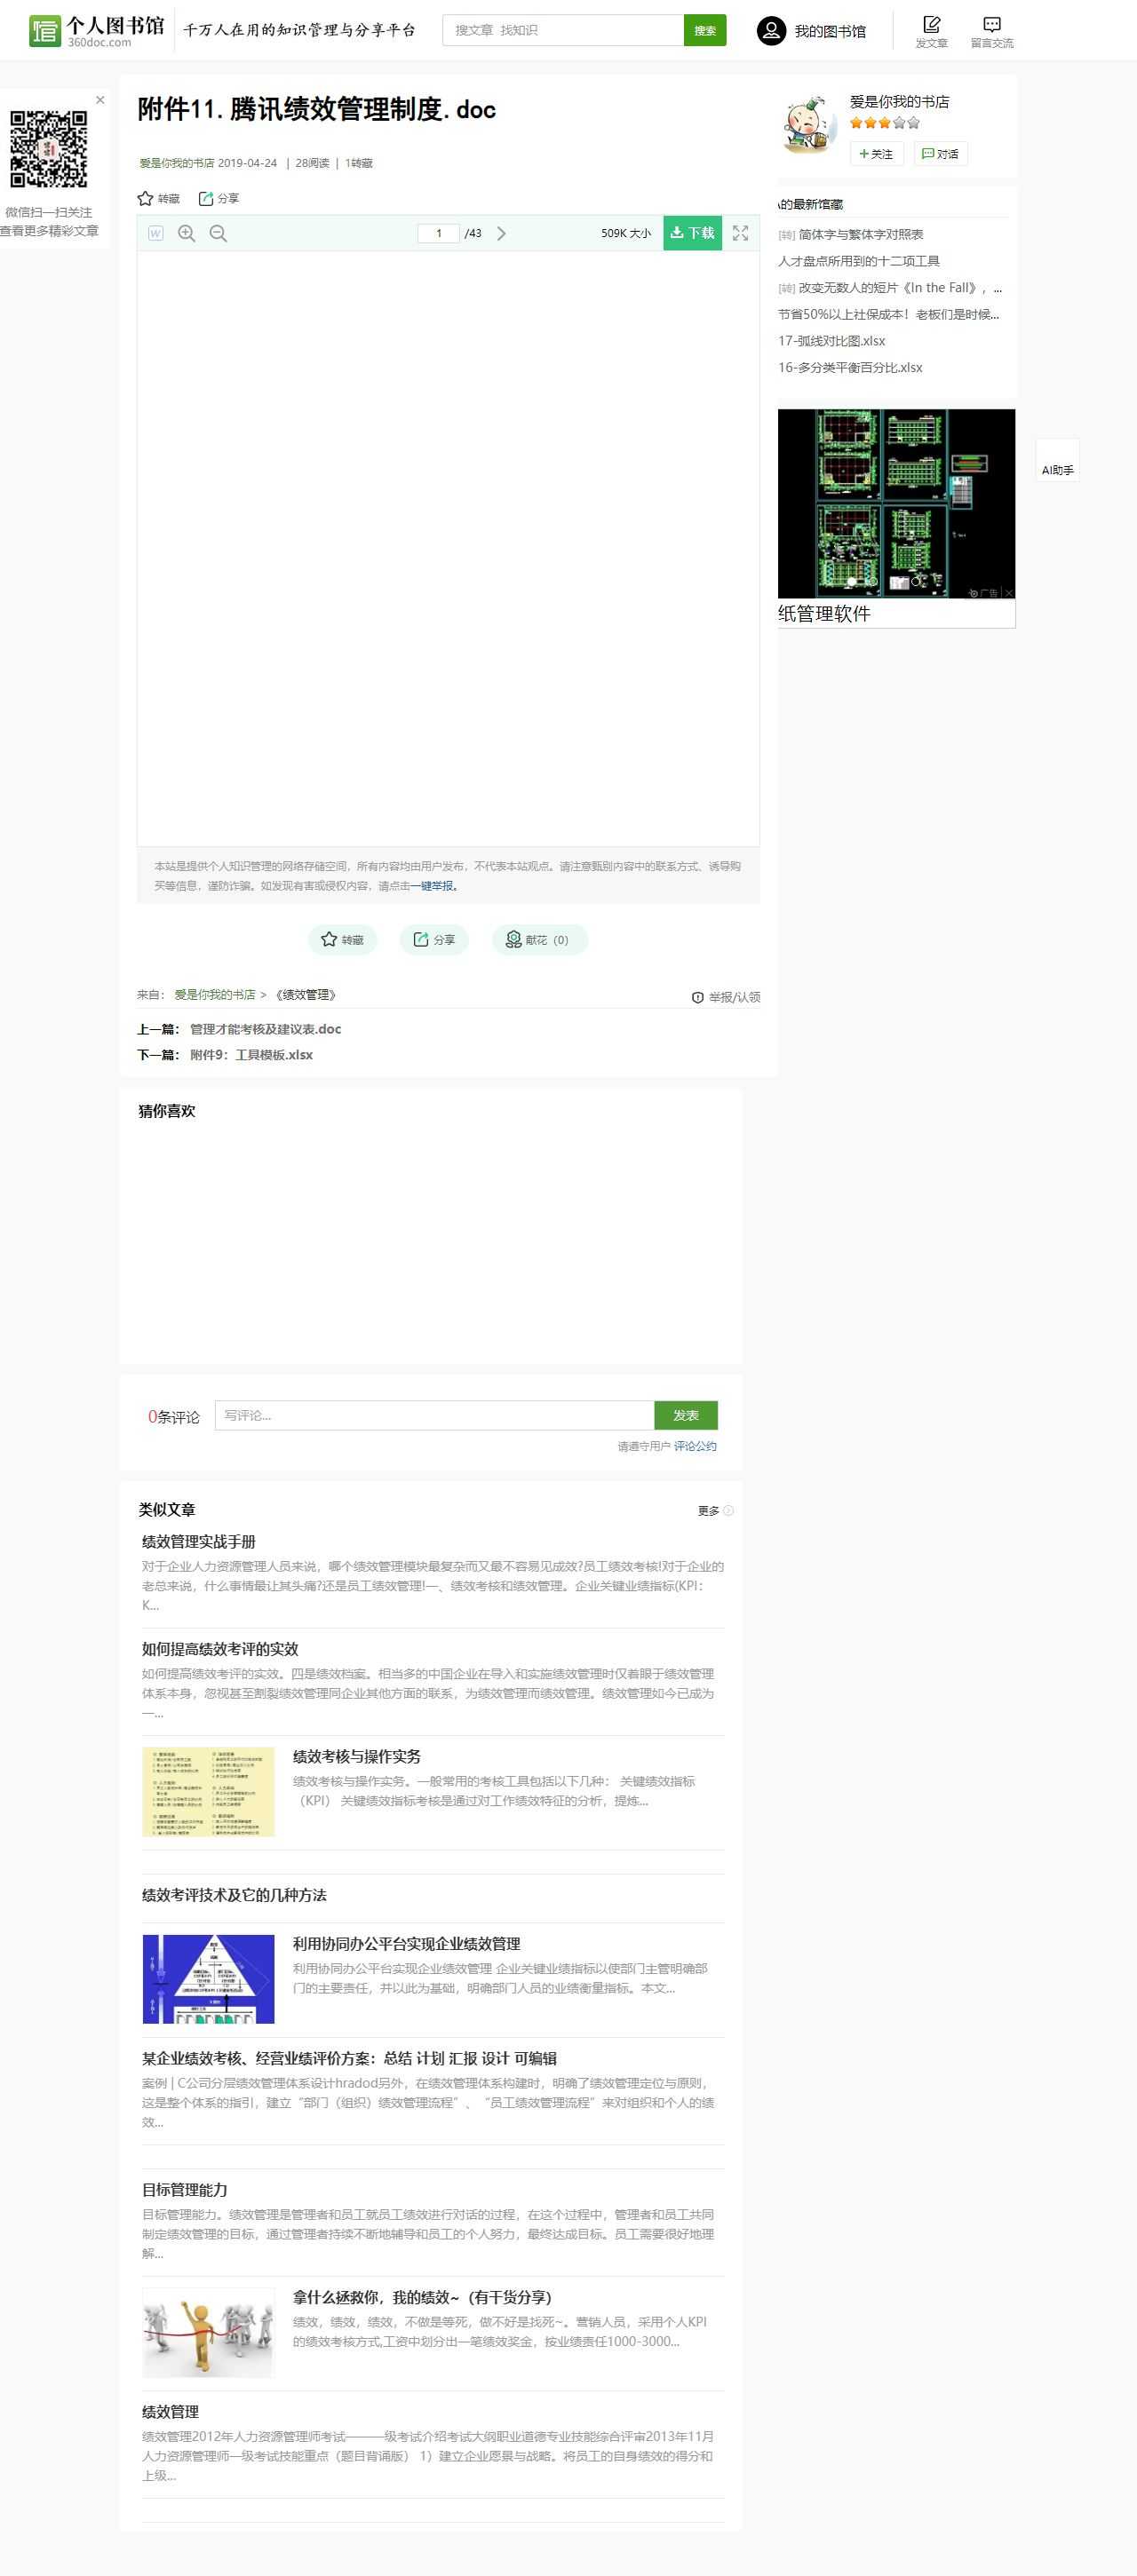 个人图书馆
360doc.com
千万人在用的知识管理与分享平台
搜文章 找知识
搜索
我的图书馆
发文章
留言交流
微信扫一扫关注
查看更多精彩文章
附件11.腾讯绩效管理制度.doc
爱是你我的书店 2019-04-24 | 28阅读 | 1转藏
转藏 分享
1 /43
509K 大小
下载
本站是提供个人知识管理的网络存储空间，所有内容均由用户发布，不代表本站观点。请注意甄别内容中的联系方式、诱导购
买等信息，谨防诈骗。如发现有害或侵权内容，请点击一键举报。
转藏
分享
献花（0）
来自： 爱是你我的书店 > 《绩效管理》
举报/认领
上一篇： 管理才能考核及建议表.doc
下一篇： 附件9：工具模板.xlsx
爱是你我的书店
+关注
对话
的最新馆藏
[转] 简体字与繁体字对照表
人才盘点所用到的十二项工具
[转] 改变无数人的短片《In the Fall》，...
节省50%以上社保成本！老板们是时候...
17-弧线对比图.xlsx
16-多分类平衡百分比.xlsx
广告
纸管理软件
AI助手
猜你喜欢
0条评论
写评论...
发表
请遵守用户 评论公约
类似文章
更多
绩效管理实战手册
对于企业人力资源管理人员来说，哪个绩效管理模块最复杂而又最不容易见成效?员工绩效考核!对于企业的
老总来说，什么事情最让其头痛?还是员工绩效管理!一、绩效考核和绩效管理。企业关键业绩指标(KPI：
K...
如何提高绩效考评的实效
如何提高绩效考评的实效。四是绩效档案。相当多的中国企业在导入和实施绩效管理时仅着眼于绩效管理
体系本身，忽视甚至割裂绩效管理同企业其他方面的联系，为绩效管理而绩效管理。绩效管理如今已成为
一...
绩效考核与操作实务
绩效考核与操作实务。一般常用的考核工具包括以下几种： 关键绩效指标
（KPI） 关键绩效指标考核是通过对工作绩效特征的分析，提炼...
绩效考评技术及它的几种方法
利用协同办公平台实现企业绩效管理
利用协同办公平台实现企业绩效管理 企业关键业绩指标以使部门主管明确部
门的主要责任，并以此为基础，明确部门人员的业绩衡量指标。本文...
某企业绩效考核、经营业绩评价方案：总结 计划 汇报 设计 可编辑
案例 | C公司分层绩效管理体系设计hradod另外，在绩效管理体系构建时，明确了绩效管理定位与原则，
这是整个体系的指引，建立“部门（组织）绩效管理流程”、“员工绩效管理流程”来对组织和个人的绩
效...
目标管理能力
目标管理能力。绩效管理是管理者和员工就员工绩效进行对话的过程，在这个过程中，管理者和员工共同
制定绩效管理的目标，通过管理者持续不断地辅导和员工的个人努力，最终达成目标。员工需要很好地理
解...
拿什么拯救你，我的绩效~（有干货分享）
绩效，绩效，绩效，不做是等死，做不好是找死~。营销人员，采用个人KPI
的绩效考核方式,工资中划分出一笔绩效奖金，按业绩责任1000-3000...
绩效管理
绩效管理2012年人力资源管理师考试———一级考试介绍考试大纲职业道德专业技能综合评审2013年11月
人力资源管理师一级考试技能重点（题目背诵版） 1）建立企业愿景与战略。将员工的自身绩效的得分和
上级...